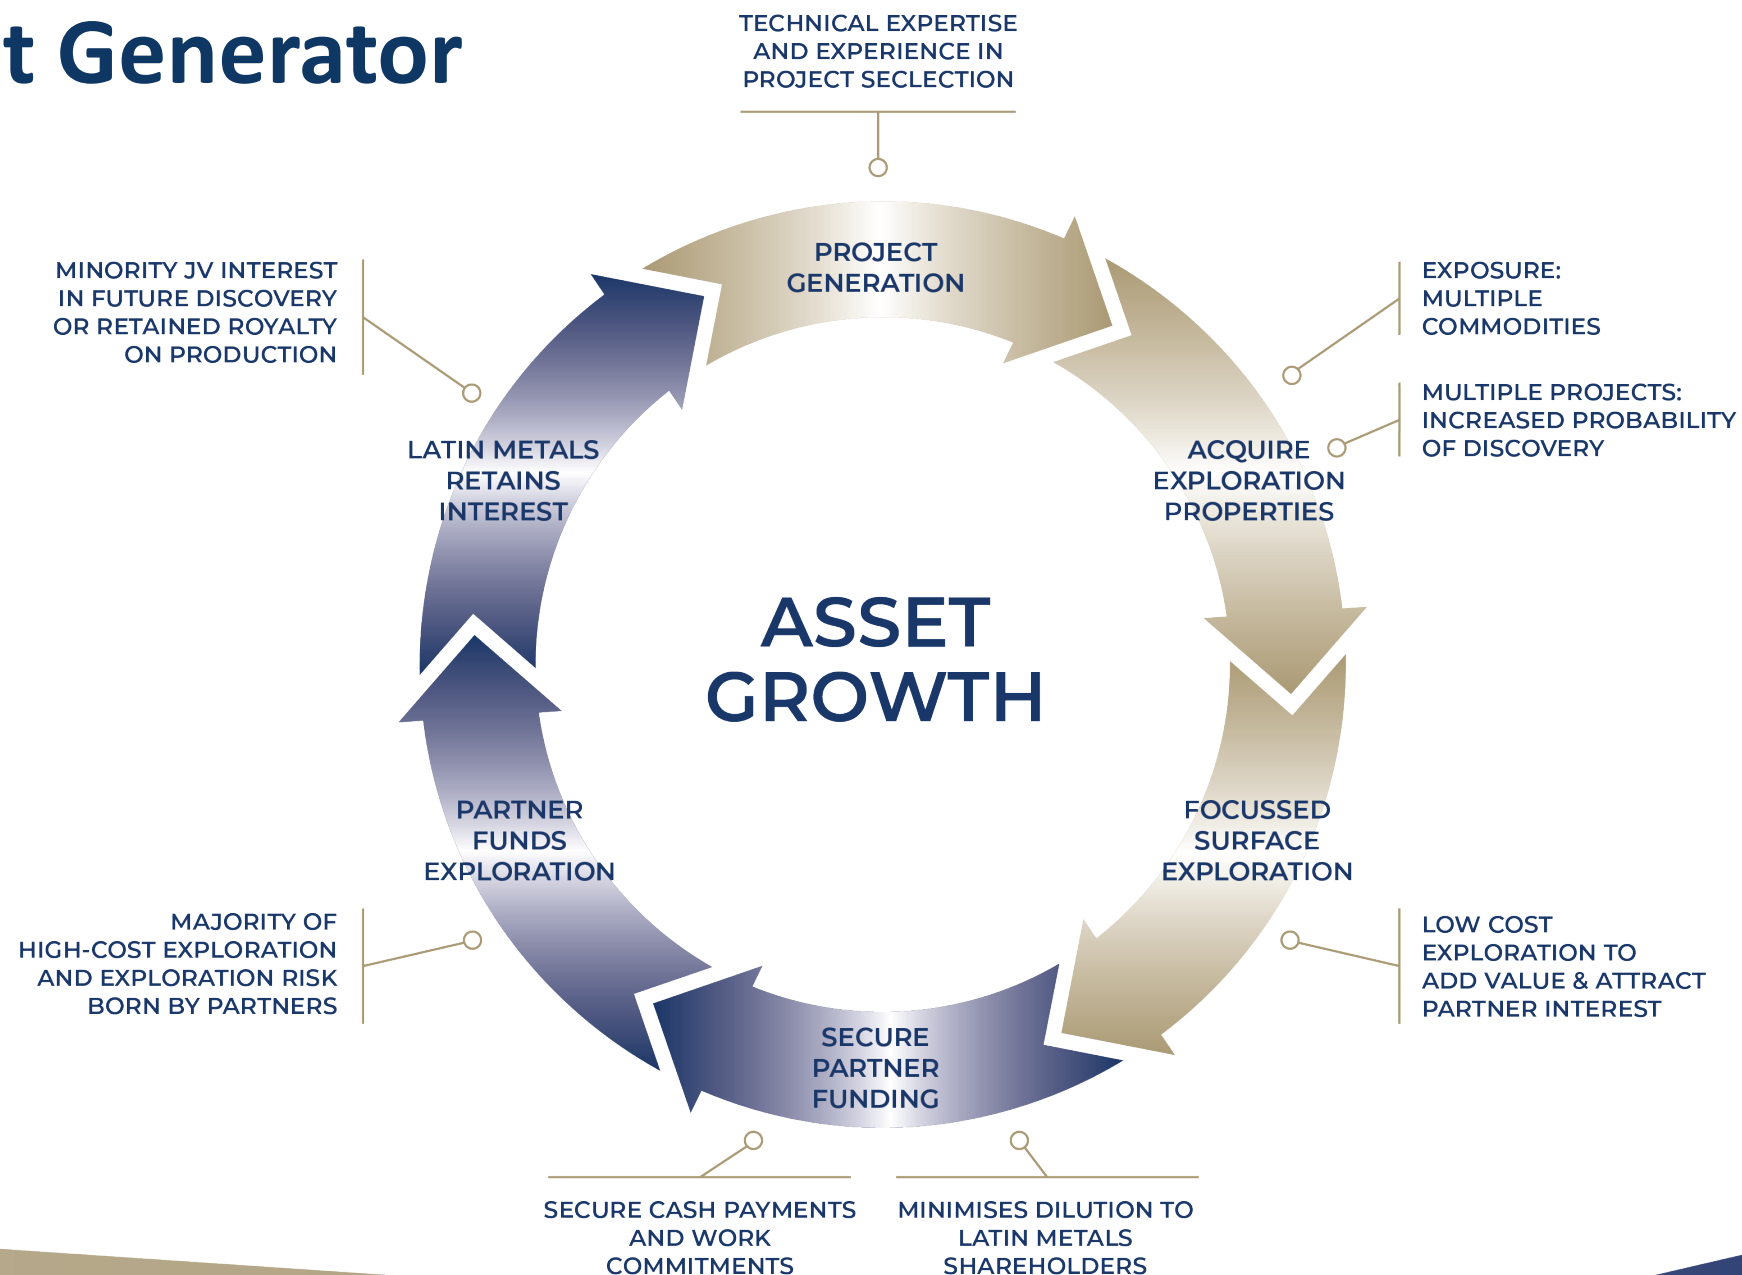 t Generator
TECHNICAL EXPERTISE
AND EXPERIENCE IN
PROJECT SECLECTION
PROJECT
GENERATION
EXPOSURE:
MULTIPLE
COMMODITIES
MULTIPLE PROJECTS:
INCREASED PROBABILITY
OF DISCOVERY
ACQUIRE
EXPLORATION
PROPERTIES
FOCUSSED
SURFACE
EXPLORATION
LOW COST
EXPLORATION TO
ADD VALUE & ATTRACT
PARTNER INTEREST
SECURE
PARTNER
FUNDING
MINIMISES DILUTION TO
LATIN METALS
SHAREHOLDERS
SECURE CASH PAYMENTS
AND WORK
COMMITMENTS
PARTNER
FUNDS
EXPLORATION
MAJORITY OF
HIGH-COST EXPLORATION
AND EXPLORATION RISK
BORN BY PARTNERS
LATIN METALS
RETAINS
INTEREST
MINORITY JV INTEREST
IN FUTURE DISCOVERY
OR RETAINED ROYALTY
ON PRODUCTION
ASSET
GROWTH